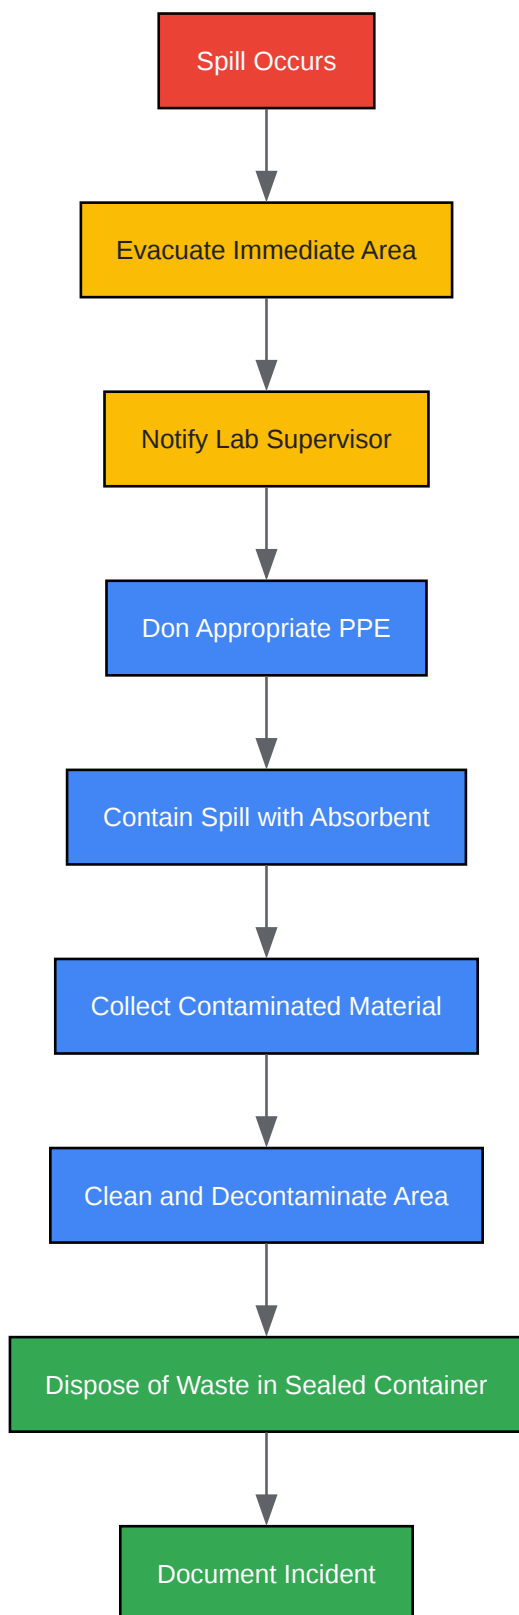 Spill Occurs
Evacuate Immediate Area
Notify Lab Supervisor
Don Appropriate PPE
Contain Spill with Absorbent
Collect Contaminated Material
Clean and Decontaminate Area
Dispose of Waste in Sealed Container
Document Incident